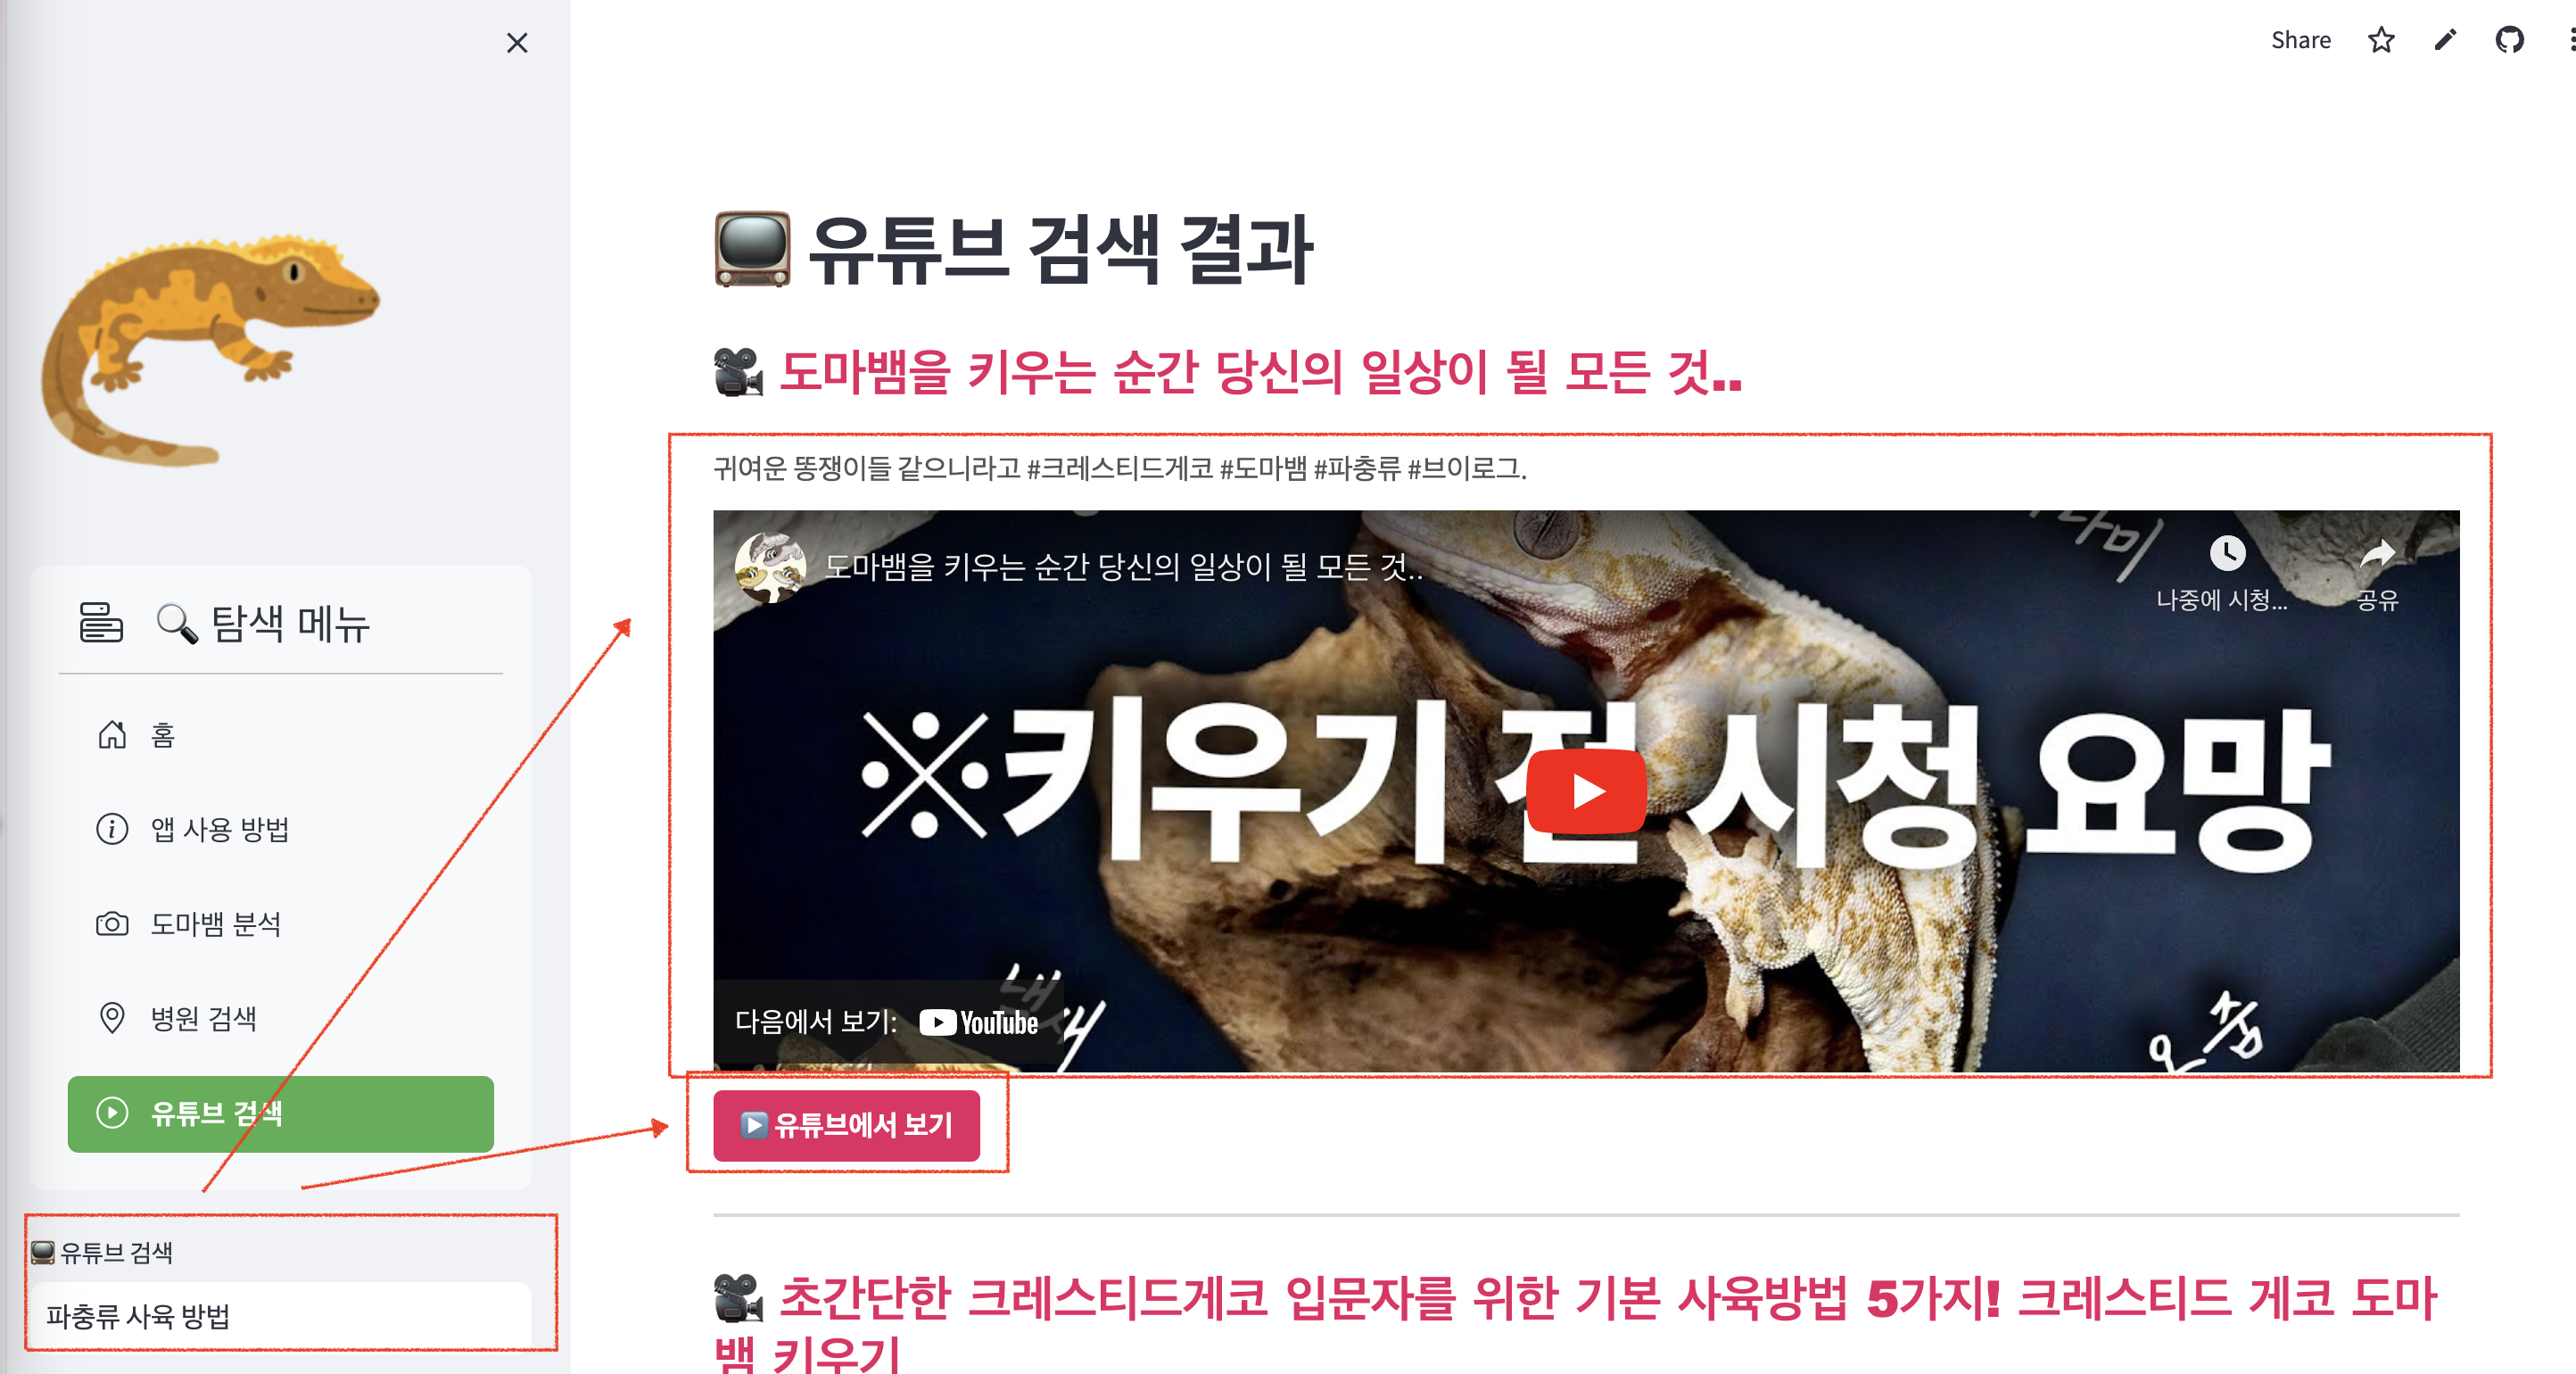 Share
🔍 탐색 메뉴
홈
앱 사용 방법
도마뱀 분석
병원 검색
유튜브 검색
📺 유튜브 검색
파충류 사육 방법
📺 유튜브 검색 결과
🎥 도마뱀을 키우는 순간 당신의 일상이 될 모든 것..
귀여운 똥쟁이들 같으니라고 #크레스티드게코 #도마뱀 #파충류 #브이로그.
도마뱀을 키우는 순간 당신의 일상이 될 모든 것..
나중에 시청...
공유
※키우기 전 시청 요망
냄새
오줌
다음에서 보기: YouTube
▶️ 유튜브에서 보기
🎥 초간단한 크레스티드게코 입문자를 위한 기본 사육방법 5가지! 크레스티드 게코 도마
뱀 키우기